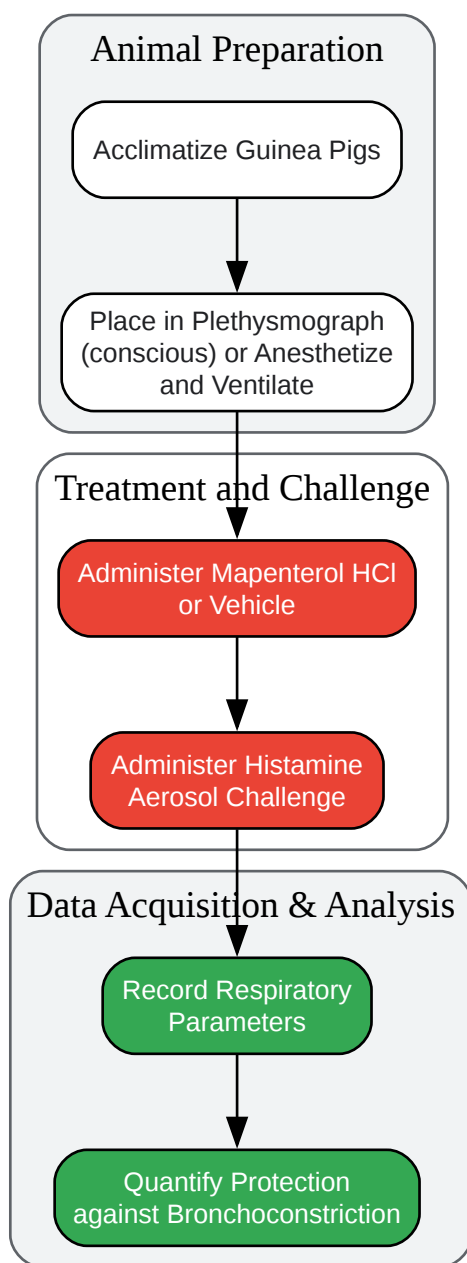 Animal Preparation
Acclimatize Guinea Pigs
Place in Plethysmograph
(conscious) or Anesthetize
and Ventilate
Treatment and Challenge
Administer Mapenterol HCl
or Vehicle
Administer Histamine
Aerosol Challenge
Data Acquisition & Analysis
Record Respiratory
Parameters
Quantify Protection
against Bronchoconstriction